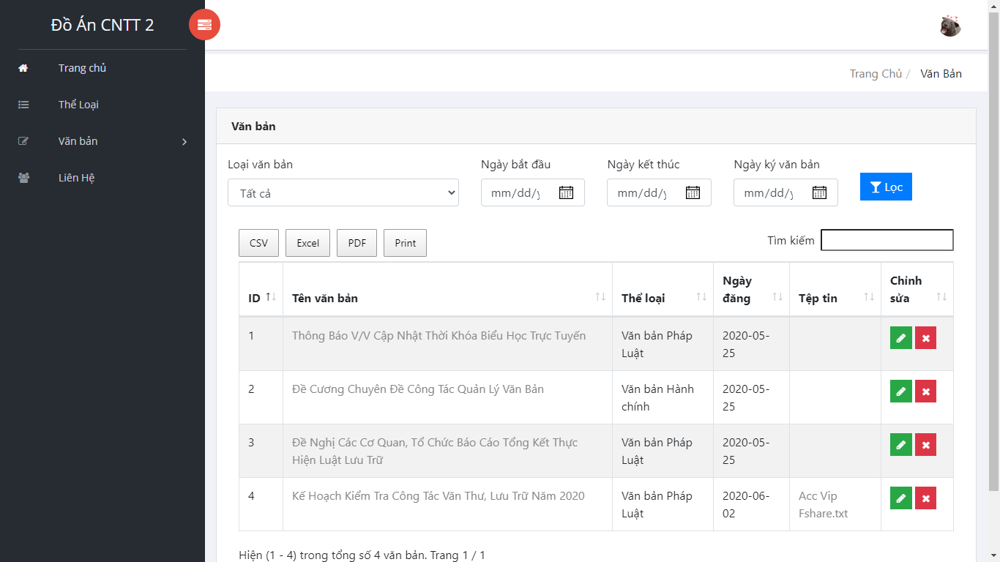 Đồ Án CNTT 2
Trang chủ
Thể Loại
Văn bản
Liên Hệ
Trang Chủ / Văn Bản
Văn bản
Loại văn bản
Ngày bắt đầu
Ngày kết thúc
Ngày ký văn bản
Tất cả
mm/dd/y
mm/dd/y
mm/dd/y
Lọc
CSV
Excel
PDF
Print
Tìm kiếm
ID
Tên văn bản
Thể loại
Ngày
đăng
Tệp tin
Chỉnh
sửa
1
Thông Báo V/V Cập Nhật Thời Khóa Biểu Học Trực Tuyến
Văn bản Pháp
Luật
2020-05-
25
2
Đề Cương Chuyên Đề Công Tác Quản Lý Văn Bản
Văn bản Hành
chính
2020-05-
25
3
Đề Nghị Các Cơ Quan, Tổ Chức Báo Cáo Tổng Kết Thực
Hiện Luật Lưu Trữ
Văn bản Pháp
Luật
2020-05-
25
4
Kế Hoạch Kiểm Tra Công Tác Văn Thư, Lưu Trữ Năm 2020
Văn bản Pháp
Luật
2020-06-
02
Acc Vip
Fshare.txt
Hiện (1 - 4) trong tổng số 4 văn bản. Trang 1 / 1